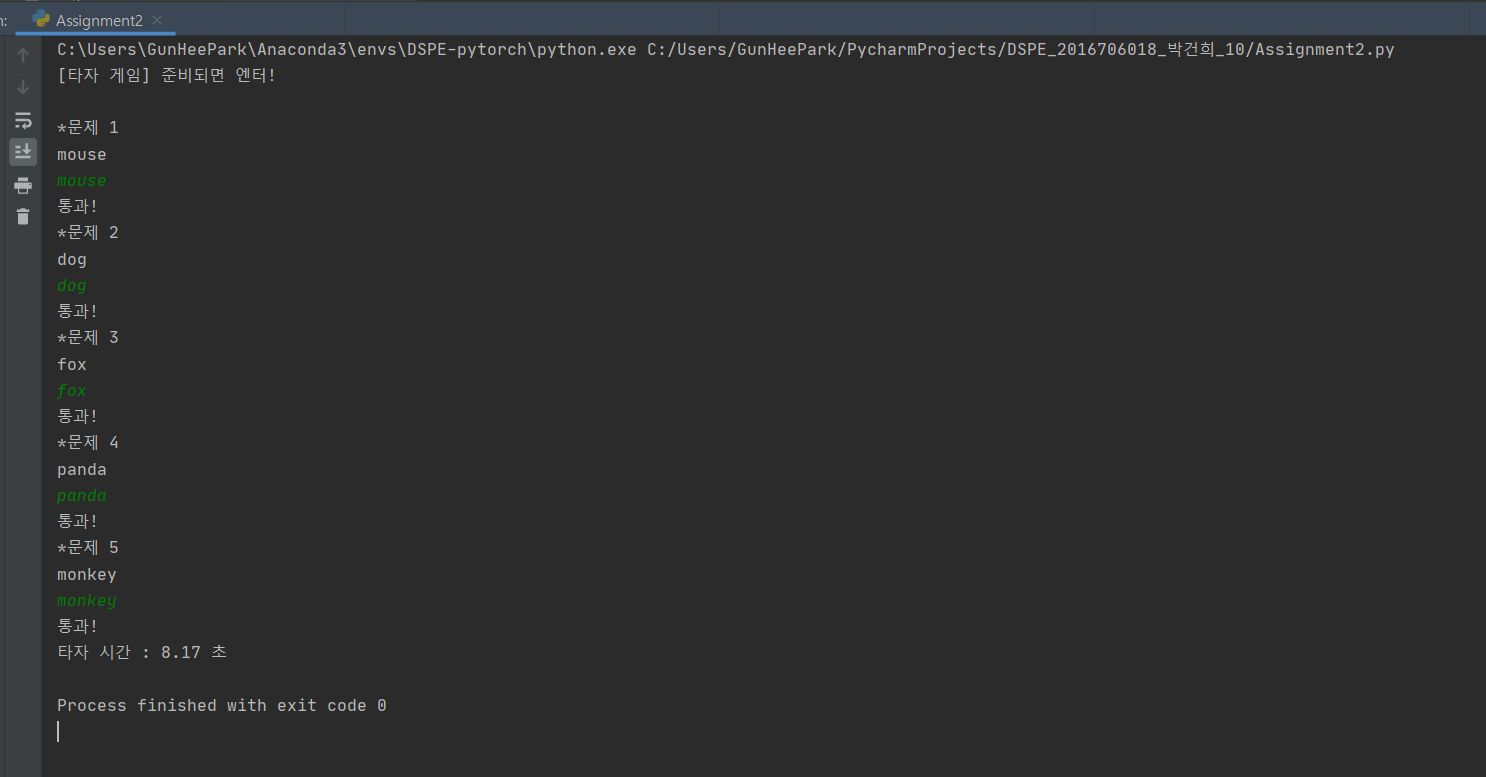 n:
Assignment2
C:\Users\GunHeePark\Anaconda3\envs\DSPE-pytorch\python.exe C:/Users/GunHeePark/PycharmProjects/DSPE_2016706018_박건희_10/Assignment2.py
[타자 게임] 준비되면 엔터!
*문제 1
mouse
mouse
통과!
*문제 2
dog
dog
통과!
*문제 3
fox
fox
통과!
*문제 4
panda
panda
통과!
*문제 5
monkey
monkey
통과!
타자 시간 : 8.17 초
Process finished with exit code 0